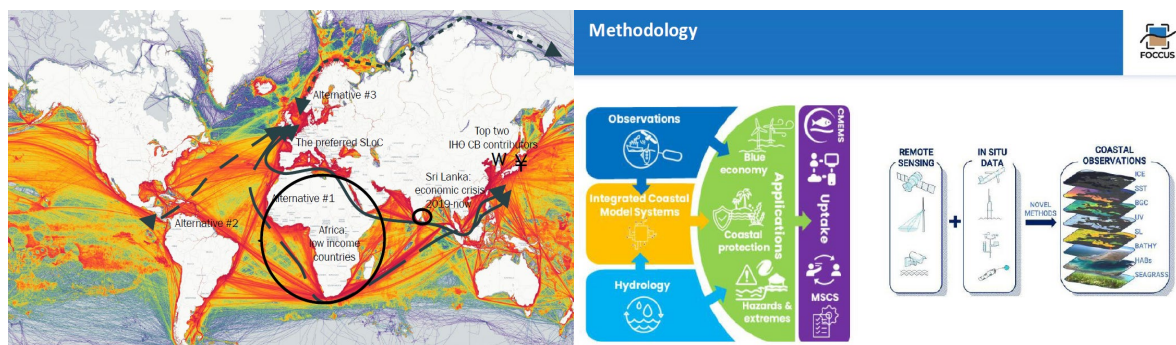 Alternative #3
The preferred SLoC
Top two
IHO CB contributors
₩ ¥
Sri Lanka:
economic crisis
2019-now
Alternative #1
Alternative #2
Africa:
low income
countries
Methodology
FOCCUS
Observations
Integrated Coastal
Model Systems
Hydrology
Blue
economy
Coastal
protection
Hazards &
extremes
Applications
CMEMS
Uptake
MSCS
REMOTE
SENSING
+
IN SITU
DATA
NOVEL
METHODS
COASTAL
OBSERVATIONS
ICE
SST
BGC
UV
SL
BATHY
HABs
SEAGRASS